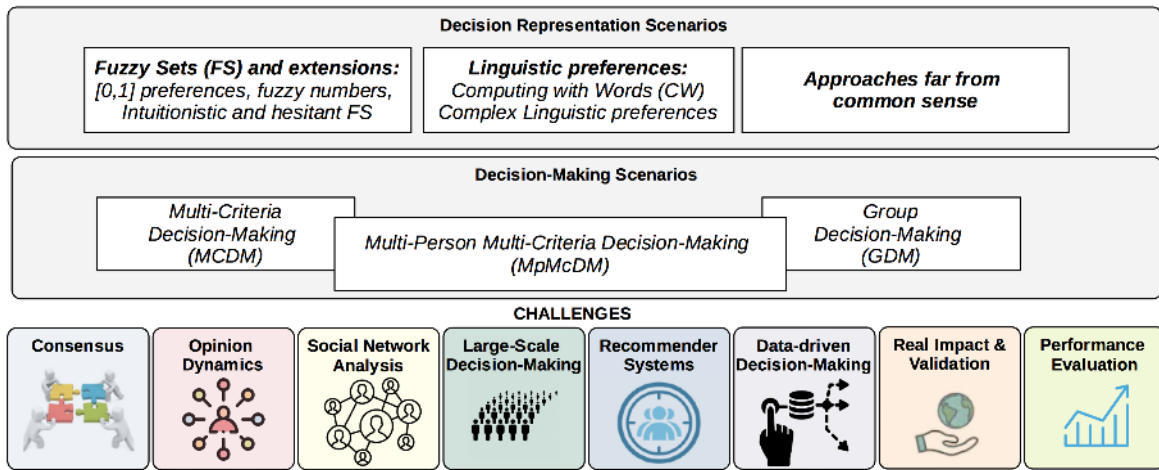 Decision Representation Scenarios
Fuzzy Sets (FS) and extensions:
[0,1] preferences, fuzzy numbers,
Intuitionistic and hesitant FS
Linguistic preferences:
Computing with Words (CW)
Complex Linguistic preferences
Approaches far from
common sense
Decision-Making Scenarios
Multi-Criteria
Decision-Making
(MCDM)
Multi-Person Multi-Criteria Decision-Making
(MpMcDM)
Group
Decision-Making
(GDM)
CHALLENGES
Consensus
Opinion
Dynamics
Social Network
Analysis
Large-Scale
Decision-Making
Recommender
Systems
Data-driven
Decision-Making
Real Impact &
Validation
Performance
Evaluation